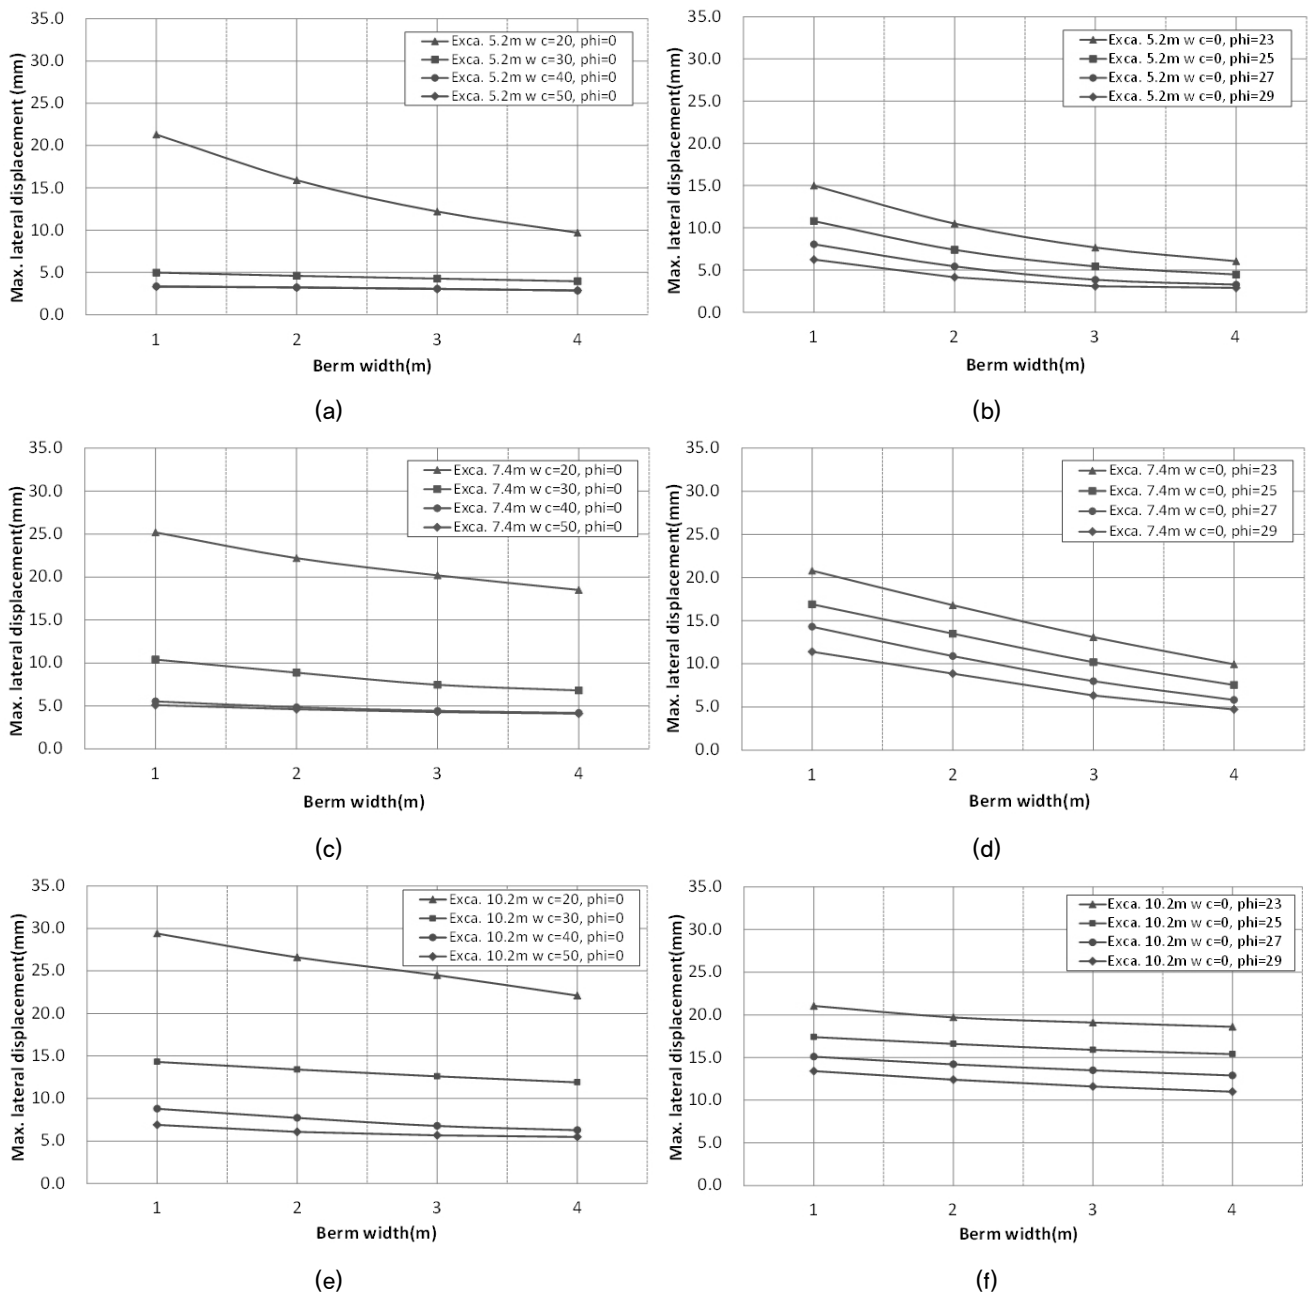 35.0
30.0
25.0
20.0
15.0
10.0
5.0
0.0
Max. lateral displacement (mm)
Exca. 5.2m w c=20, phi=0
Exca. 5.2m w c=30, phi=0
Exca. 5.2m w c=40, phi=0
Exca. 5.2m w c=50, phi=0
1 2 3 4
Berm width(m)
(a)
35.0
30.0
25.0
20.0
15.0
10.0
5.0
0.0
Max. lateral displacement(mm)
Exca. 5.2m w c=0, phi=23
Exca. 5.2m w c=0, phi=25
Exca. 5.2m w c=0, phi=27
Exca. 5.2m w c=0, phi=29
1 2 3 4
Berm width(m)
(b)
35.0
30.0
25.0
20.0
15.0
10.0
5.0
0.0
Max. lateral displacement(mm)
Exca. 7.4m w c=20, phi=0
Exca. 7.4m w c=30, phi=0
Exca. 7.4m w c=40, phi=0
Exca. 7.4m w c=50, phi=0
1 2 3 4
Berm width(m)
(c)
35.0
30.0
25.0
20.0
15.0
10.0
5.0
0.0
Max. lateral displacement(mm)
Exca. 7.4m w c=0, phi=23
Exca. 7.4m w c=0, phi=25
Exca. 7.4m w c=0, phi=27
Exca. 7.4m w c=0, phi=29
1 2 3 4
Berm width(m)
(d)
35.0
30.0
25.0
20.0
15.0
10.0
5.0
0.0
Max. lateral displacement(mm)
Exca. 10.2m w c=20, phi=0
Exca. 10.2m w c=30, phi=0
Exca. 10.2m w c=40, phi=0
Exca. 10.2m w c=50, phi=0
1 2 3 4
Berm width(m)
(e)
35.0
30.0
25.0
20.0
15.0
10.0
5.0
0.0
Max. lateral displacement(mm)
Exca. 10.2m w c=0, phi=23
Exca. 10.2m w c=0, phi=25
Exca. 10.2m w c=0, phi=27
Exca. 10.2m w c=0, phi=29
1 2 3 4
Berm width(m)
(f)